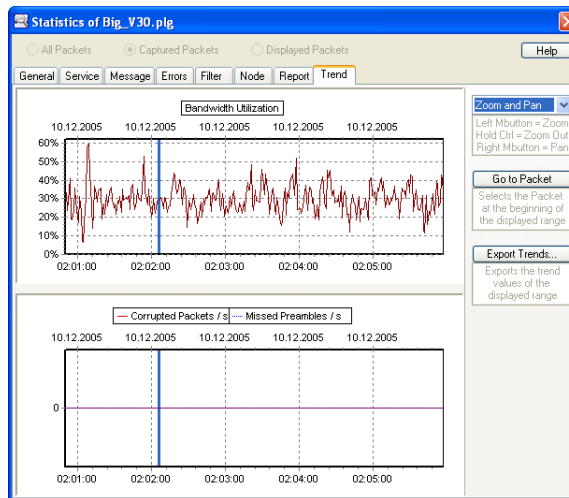 Statistics of Big_V30.plg
All Packets Captured Packets Displayed Packets
Help
General Service Message Errors Filter Node Report Trend
Bandwidth Utilization
10.12.2005 10.12.2005 10.12.2005 10.12.2005 10.12.2005
60%
50%
40%
30%
20%
10%
0%
02:01:00 02:02:00 02:03:00 02:04:00 02:05:00
Corrupted Packets / s Missed Preambles / s
10.12.2005 10.12.2005 10.12.2005 10.12.2005 10.12.2005
0
02:01:00 02:02:00 02:03:00 02:04:00 02:05:00
Zoom and Pan
Left Mbutton = Zoom
Hold Ctrl = Zoom Out
Right Mbutton = Pan
Go to Packet
Selects the Packet
at the beginning of
the displayed range
Export Trends...
Exports the trend
values of the
displayed range